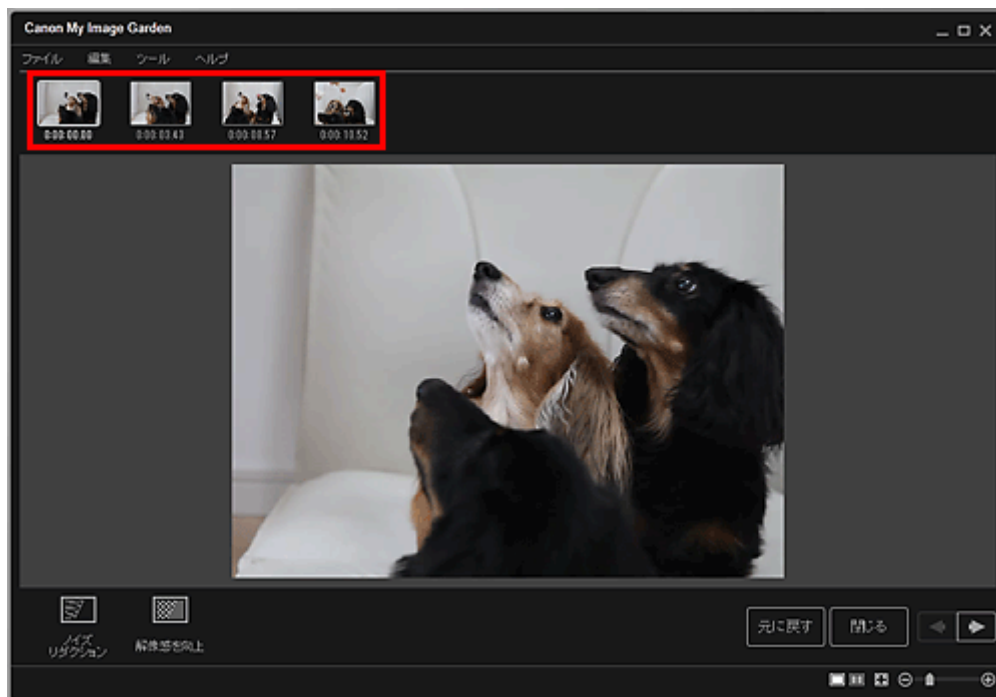 Canon My Image Garden
ファイル 編集 ツール ヘルプ
0:00:00.00 0:00:03.43 0:00:08.57 0:00:10.52
ノイズ
リダクション
解像感を向上
元に戻す 閉じる